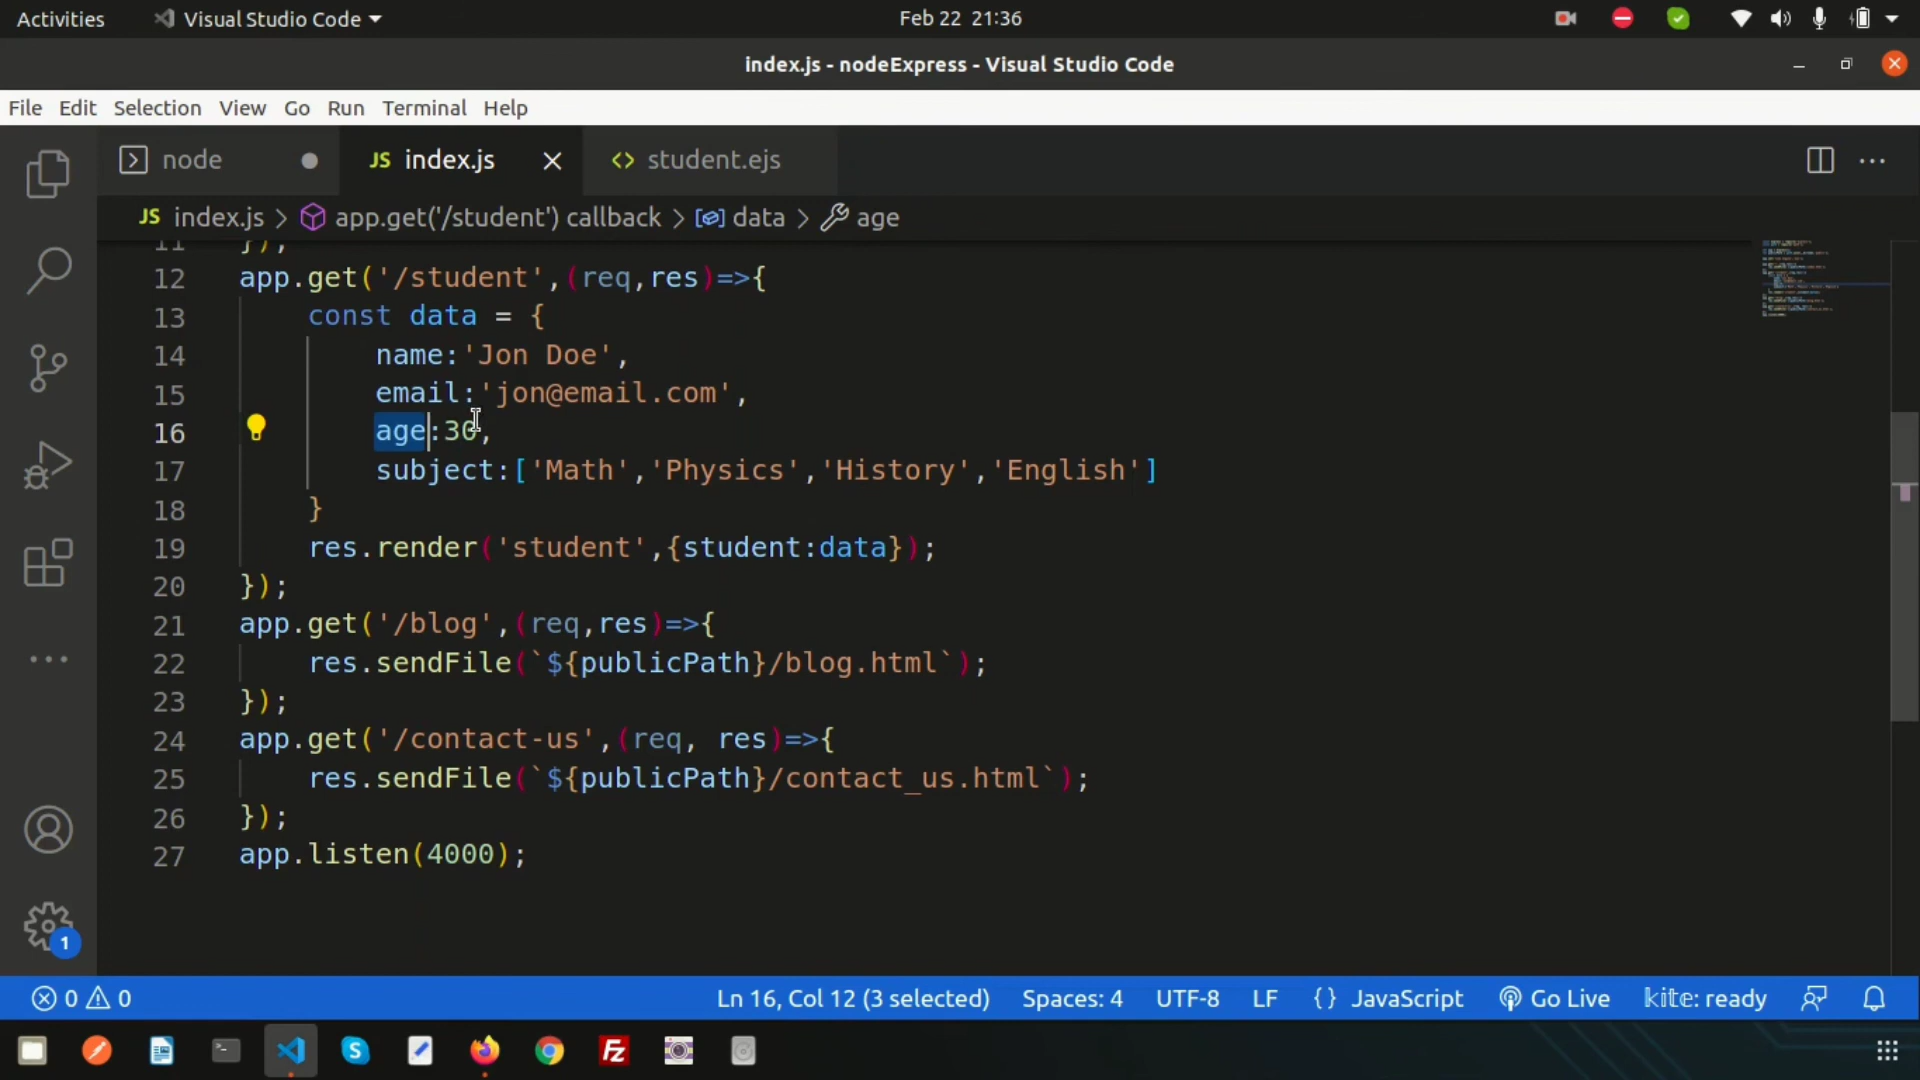 Activities Visual Studio Code Feb 22 21:36
index.js - nodeExpress - Visual Studio Code
File Edit Selection View Go Run Terminal Help
node JS index.js student.ejs
JS index.js > app.get('/student') callback > data > age
11 });
12 app.get('/student',(req,res)=>{
13 const data = {
14 name:'Jon Doe',
15 email:'jon@email.com',
16 age:30,
17 subject:['Math','Physics','History','English']
18 }
19 res.render('student',{student:data});
20 });
21 app.get('/blog',(req,res)=>{
22 res.sendFile(`${publicPath}/blog.html`);
23 });
24 app.get('/contact-us',(req, res)=>{
25 res.sendFile(`${publicPath}/contact_us.html`);
26 });
27 app.listen(4000);
1
0 0 Ln 16, Col 12 (3 selected) Spaces: 4 UTF-8 LF {} JavaScript Go Live kite: ready